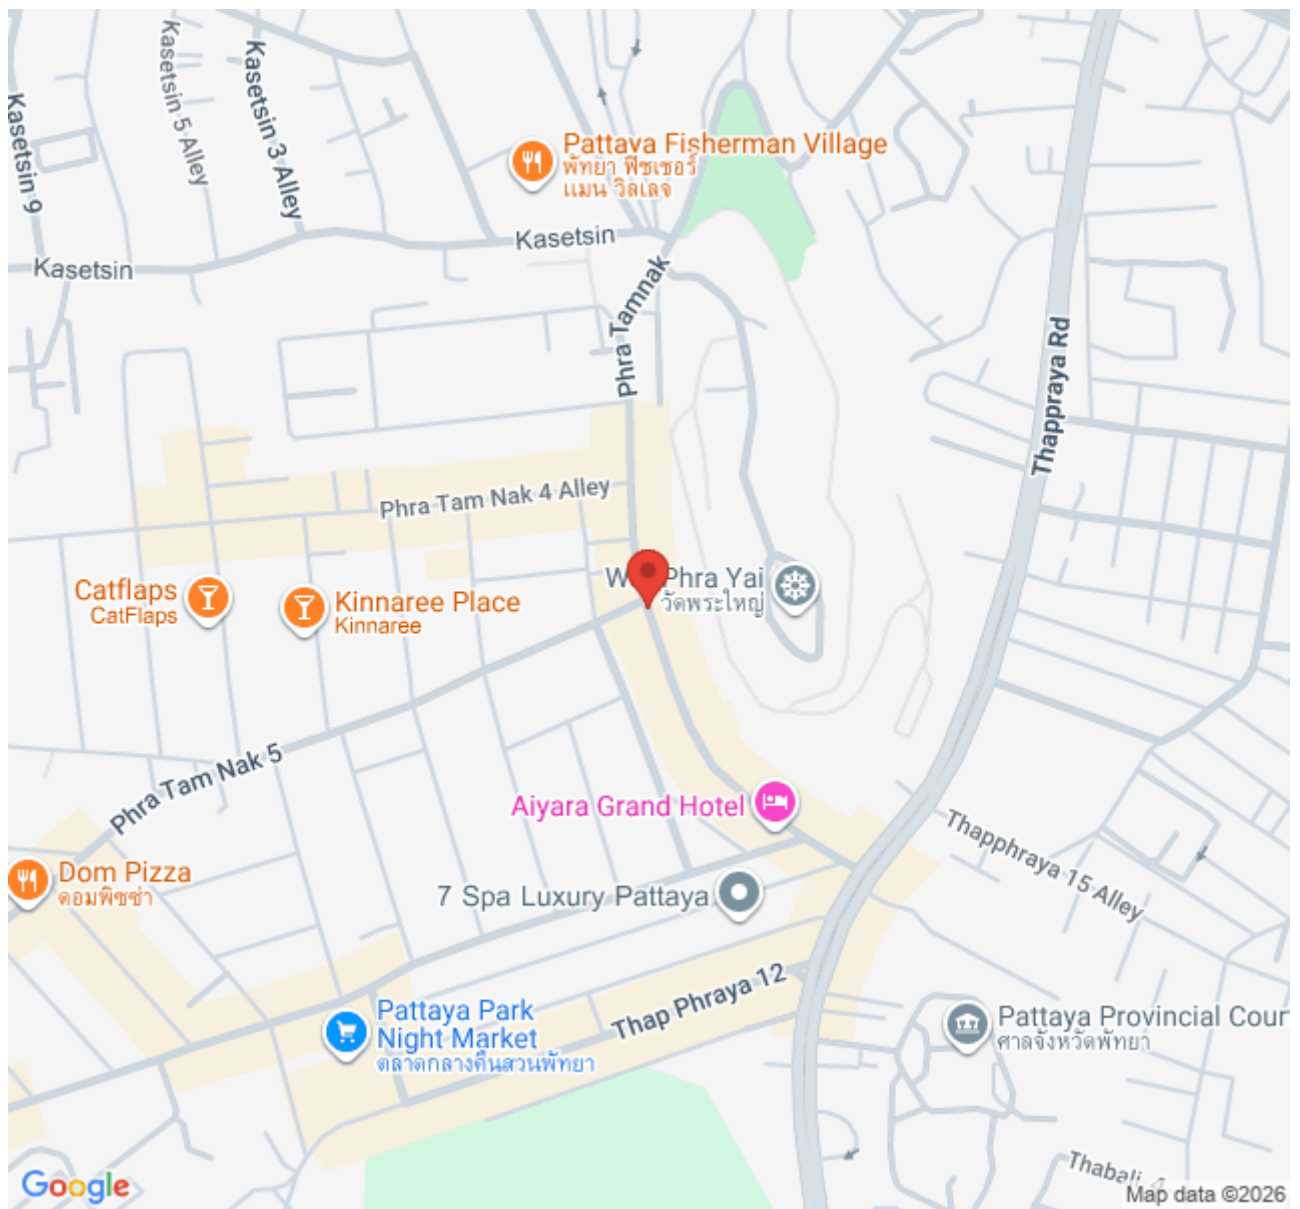 Kasetsin 9
Kasetsin 5 Alley
Kasetsin 3 Alley
Pattaya Fisherman Village
พัทยา ฟิชเชอร์
แมน วิลเลจ
Kasetsin
Kasetsin
Phra Tamnak
Thappraya Rd
Phra Tam Nak 4 Alley
Phra Yai
วัดพระใหญ่
Catflaps
CatFlaps
Kinnaree Place
Kinnaree
Phra Tam Nak 5
Aiyara Grand Hotel
Thapphraya 15 Alley
Dom Pizza
ดอมพิซซ่า
7 Spa Luxury Pattaya
Thap Phraya 12
Pattaya Park
Night Market
ตลาดกลางคืนสวนพัทยา
Pattaya Provincial Cour
ศาลจังหวัดพัทยา
Thabali 4
Google
Map data ©2026